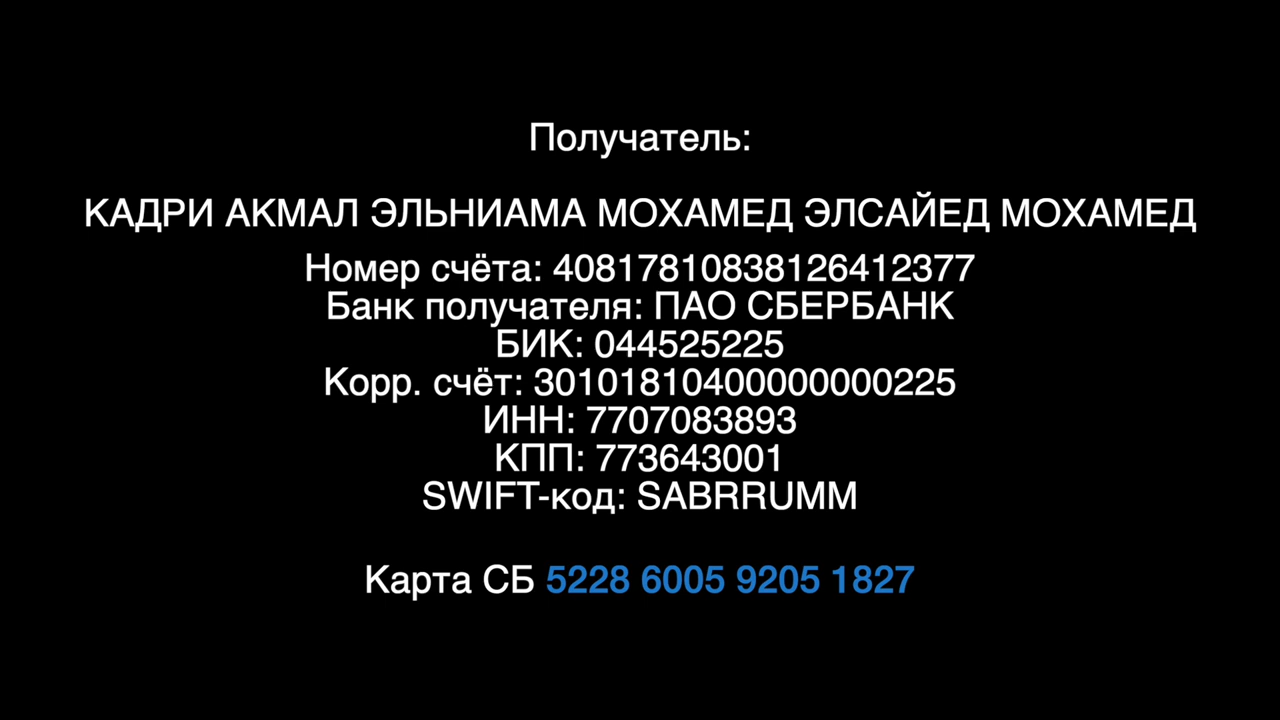 Получатель:
КАДРИ АКМАЛ ЭЛЬНИАМА МОХАМЕД ЭЛСАЙЕД МОХАМЕД
Номер счёта: 40817810838126412377
Банк получателя: ПАО СБЕРБАНК
БИК: 044525225
Корр. счёт: 30101810400000000225
ИНН: 7707083893
КПП: 773643001
SWIFT-код: SABRRUMM
Карта СБ 5228 6005 9205 1827